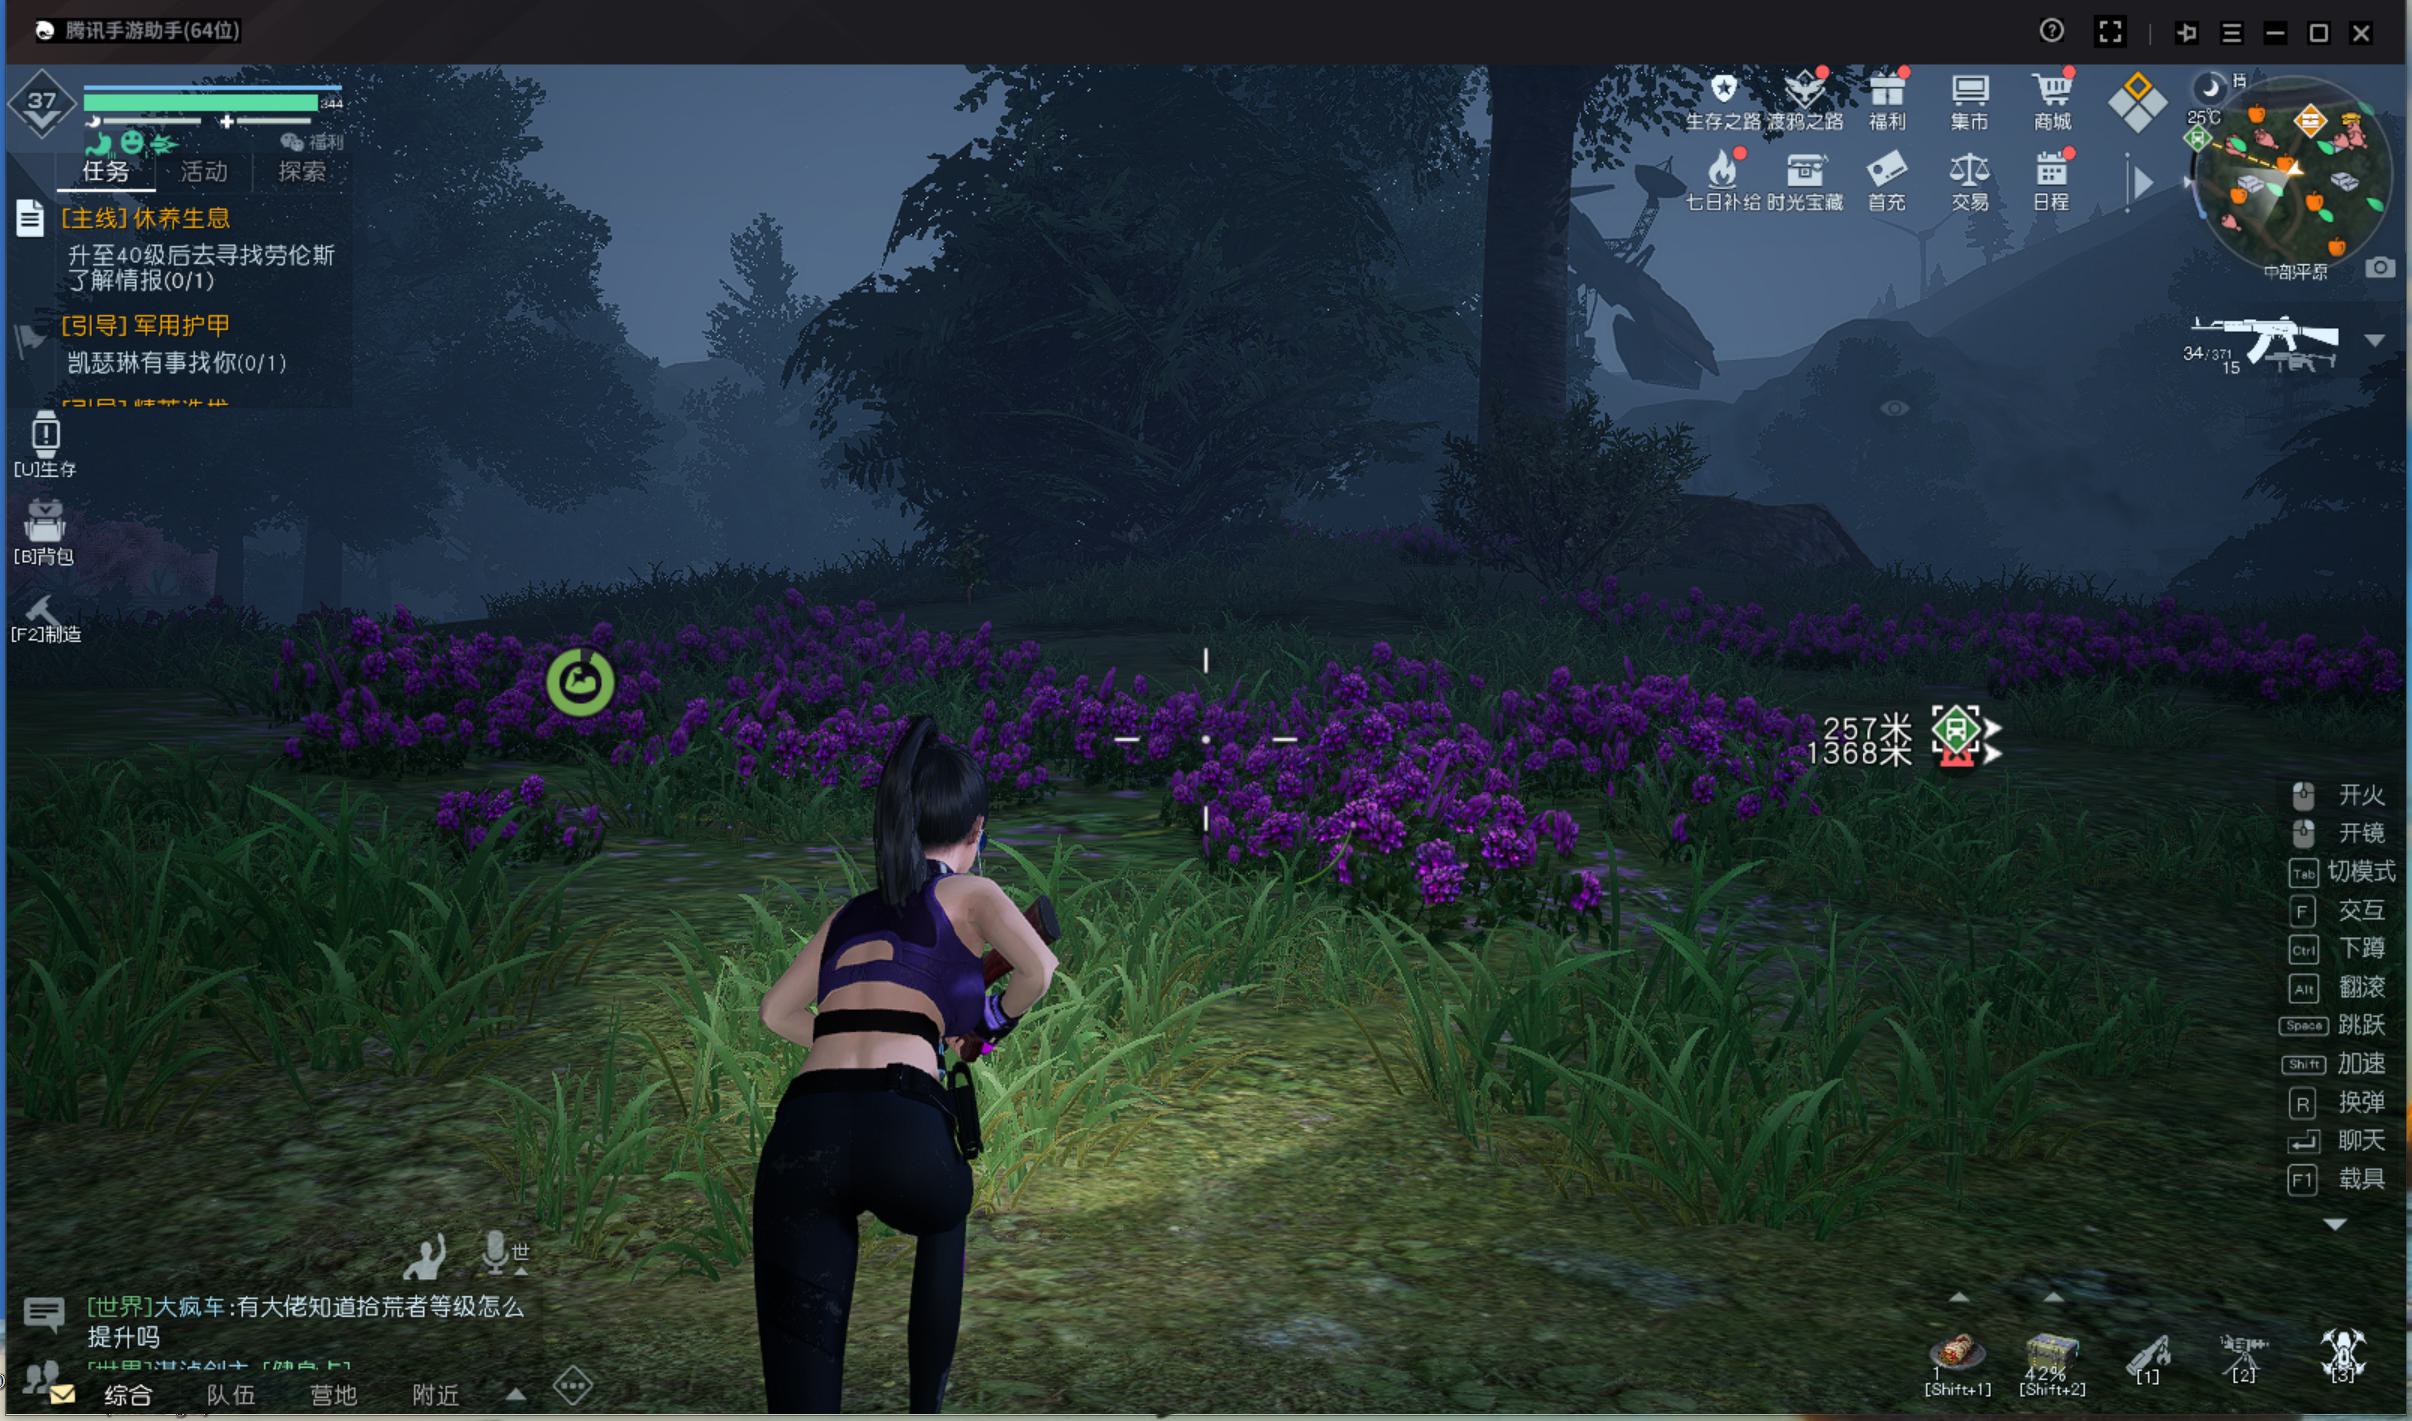 腾讯手游助手(64位)
37
344
福利
任务 活动 探索
[主线] 休养生息
升至40级后去寻找劳伦斯
了解情报(0/1)
[引导] 军用护甲
凯瑟琳有事找你(0/1)
[U]生存
[B]背包
[F2]制造
生存之路 渡鸦之路 福利 集市 商城
七日补给 时光宝藏 首充 交易 日程
25℃
中部平原
34/371
15
257米
1368米
开火
开镜
Tab 切模式
F 交互
Ctrl 下蹲
Alt 翻滚
Space 跳跃
Shift 加速
R 换弹
聊天
F1 载具
世
[世界]大疯车:有大佬知道拾荒者等级怎么
提升吗
综合 队伍 营地 附近
1 42%
[Shift+1] [Shift+2] [1] [2] [3]